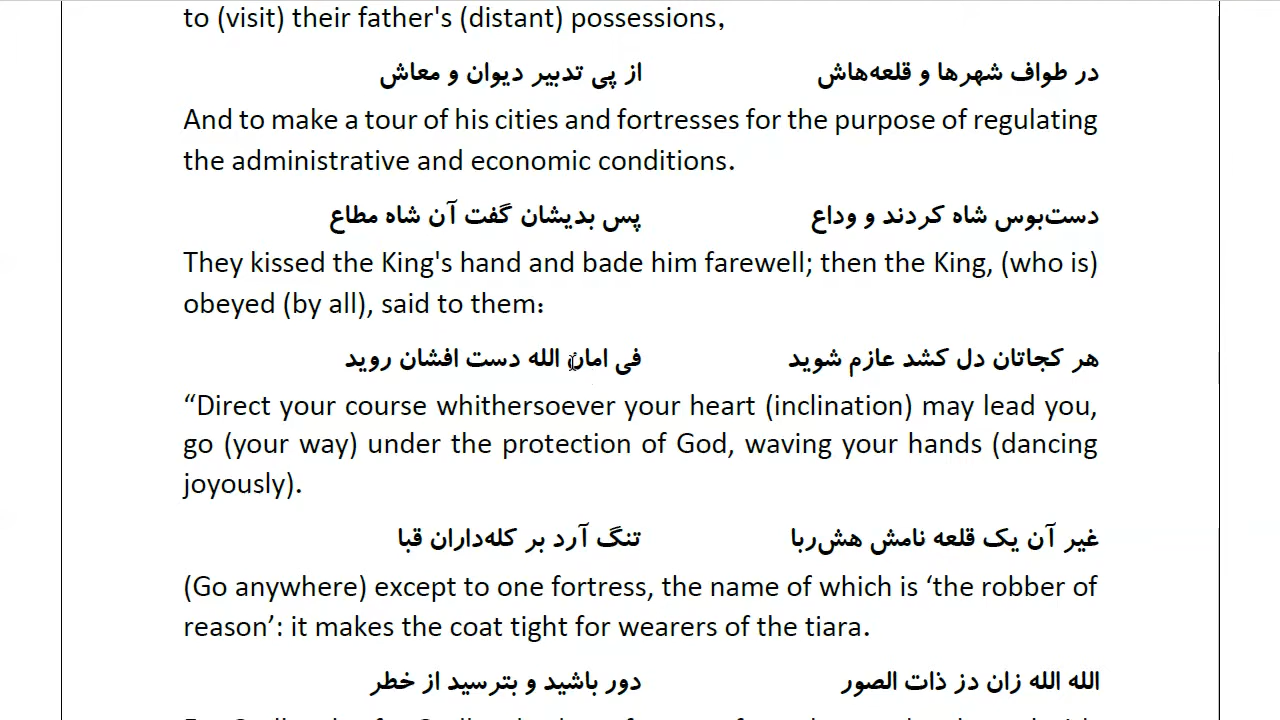 to (visit) their father's (distant) possessions,
در طواف شهرها و قلعه‌هاش از پی تدبیر دیوان و معاش
And to make a tour of his cities and fortresses for the purpose of regulating
the administrative and economic conditions.
دست‌بوس شاه کردند و وداع پس بدیشان گفت آن شاه مطاع
They kissed the King's hand and bade him farewell; then the King, (who is)
obeyed (by all), said to them:
هر کجاتان دل کشد عازم شوید فی امان الله دست افشان روید
“Direct your course whithersoever your heart (inclination) may lead you,
go (your way) under the protection of God, waving your hands (dancing
joyously).
غیر آن یک قلعه نامش هش‌ربا تنگ آرد بر کله‌داران قبا
(Go anywhere) except to one fortress, the name of which is ‘the robber of
reason’: it makes the coat tight for wearers of the tiara.
الله الله زان دز ذات الصور دور باشید و بترسید از خطر